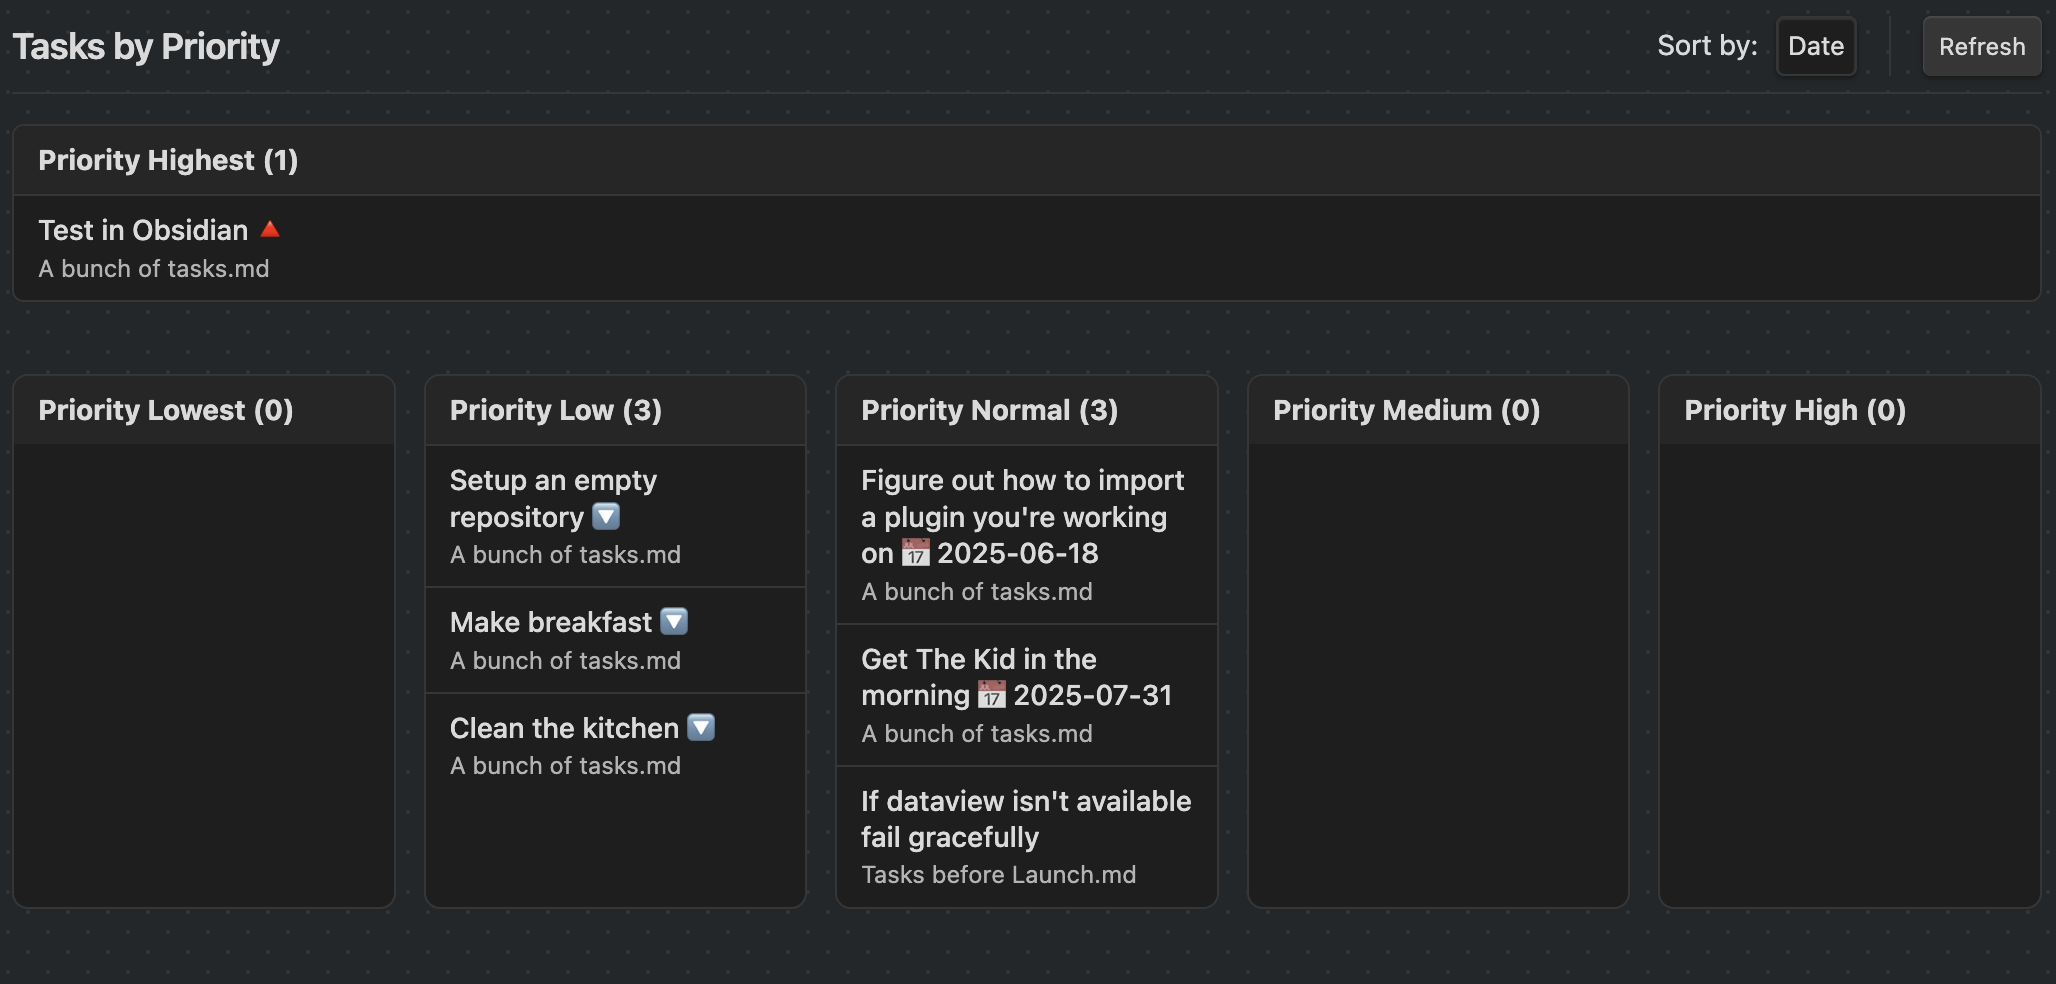 Tasks by Priority
Sort by: Date Refresh
Priority Highest (1)
Test in Obsidian 🔺
A bunch of tasks.md
Priority Lowest (0)
Priority Low (3)
Setup an empty
repository 🔽
A bunch of tasks.md
Make breakfast 🔽
A bunch of tasks.md
Clean the kitchen 🔽
A bunch of tasks.md
Priority Normal (3)
Figure out how to import
a plugin you're working
on 📅 2025-06-18
A bunch of tasks.md
Get The Kid in the
morning 📅 2025-07-31
A bunch of tasks.md
If dataview isn't available
fail gracefully
Tasks before Launch.md
Priority Medium (0)
Priority High (0)